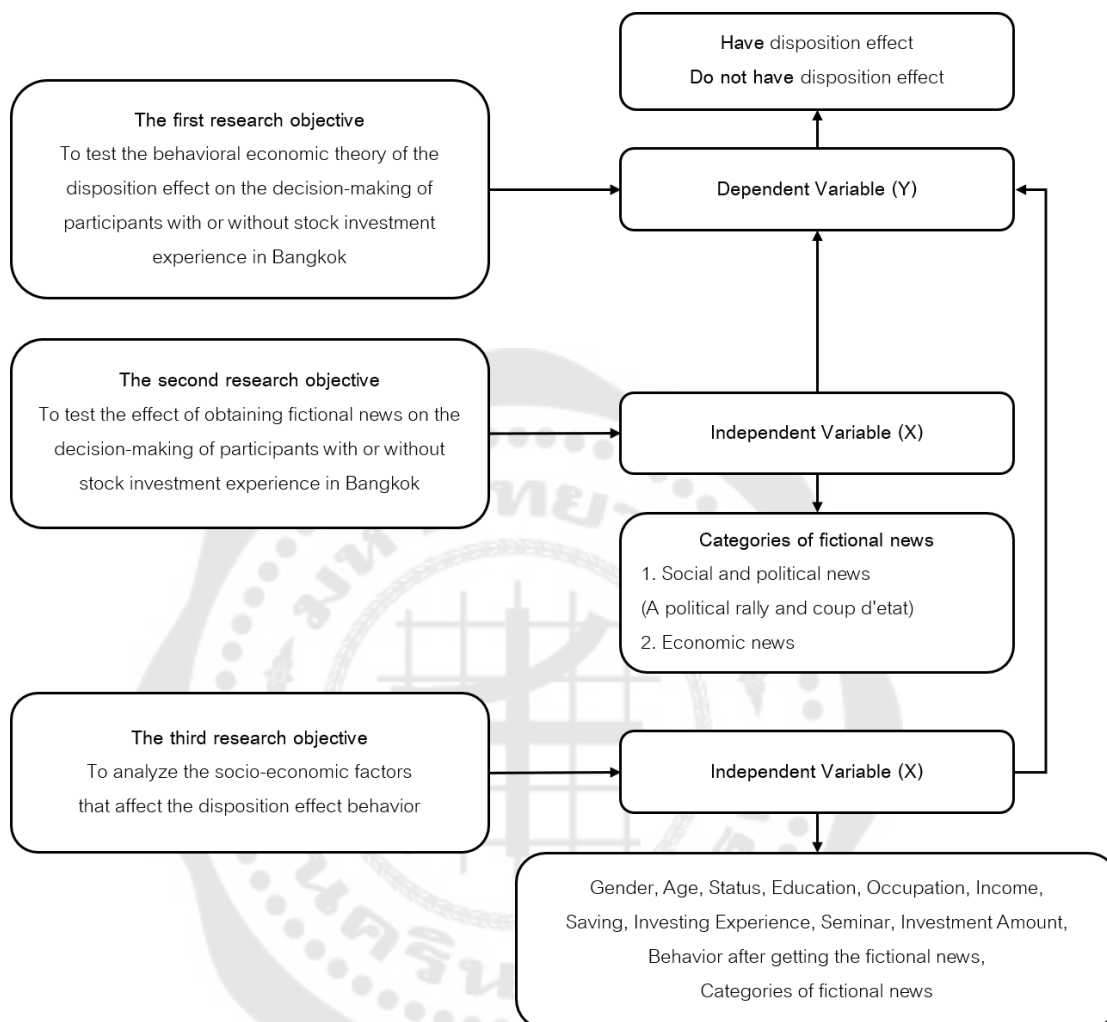 Have disposition effect
Do not have disposition effect
The first research objective
To test the behavioral economic theory of the
disposition effect on the decision-making of
participants with or without stock investment
experience in Bangkok
Dependent Variable (Y)
The second research objective
To test the effect of obtaining fictional news on the
decision-making of participants with or without
stock investment experience in Bangkok
Independent Variable (X)
Categories of fictional news
1. Social and political news
(A political rally and coup d'etat)
2. Economic news
The third research objective
To analyze the socio-economic factors
that affect the disposition effect behavior
Independent Variable (X)
Gender, Age, Status, Education, Occupation, Income,
Saving, Investing Experience, Seminar, Investment Amount,
Behavior after getting the fictional news,
Categories of fictional news